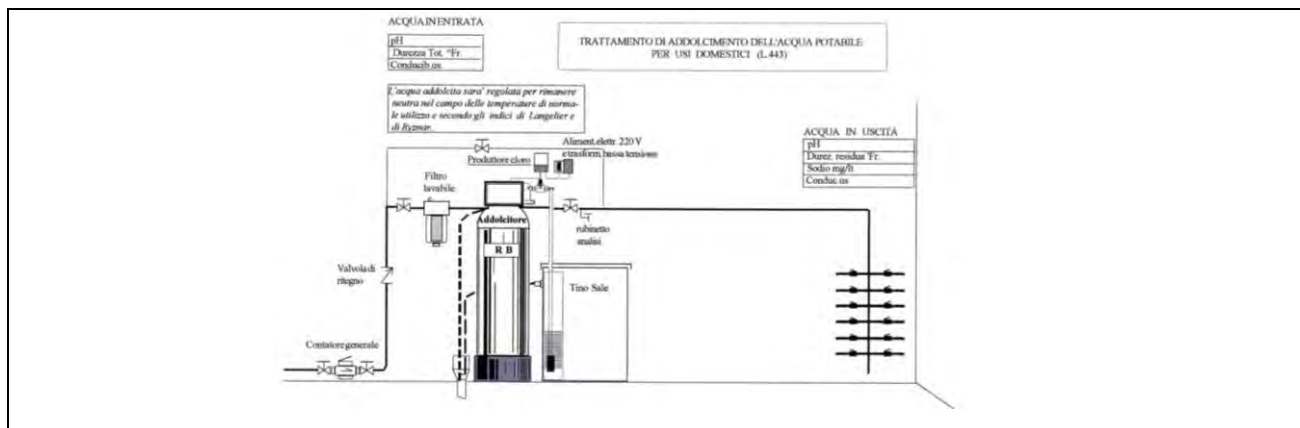 ACQUA IN ENTRATA
pH
Durezza Tot. °Fr.
Conducib. us
TRATTAMENTO DI ADDOLCIMENTO DELL'ACQUA POTABILE
PER USI DOMESTICI (L.443)
L'acqua addolcita sara' regolata per rimanere
neutra nel campo delle temperature di norma-
le utilizzo e secondo gli indici di Langelier e
di Ryznar.
ACQUA IN USCITA
pH
Durez. residua °Fr.
Sodio mg/li
Conduc. us
Aliment. elettr. 220 V
e trasform. bassa tensione
Produttore cloro
Filtro
lavabile
Addolcitore
R B
rubinetto
analisi
Valvola di
ritegno
Tino Sale
Contatore generale